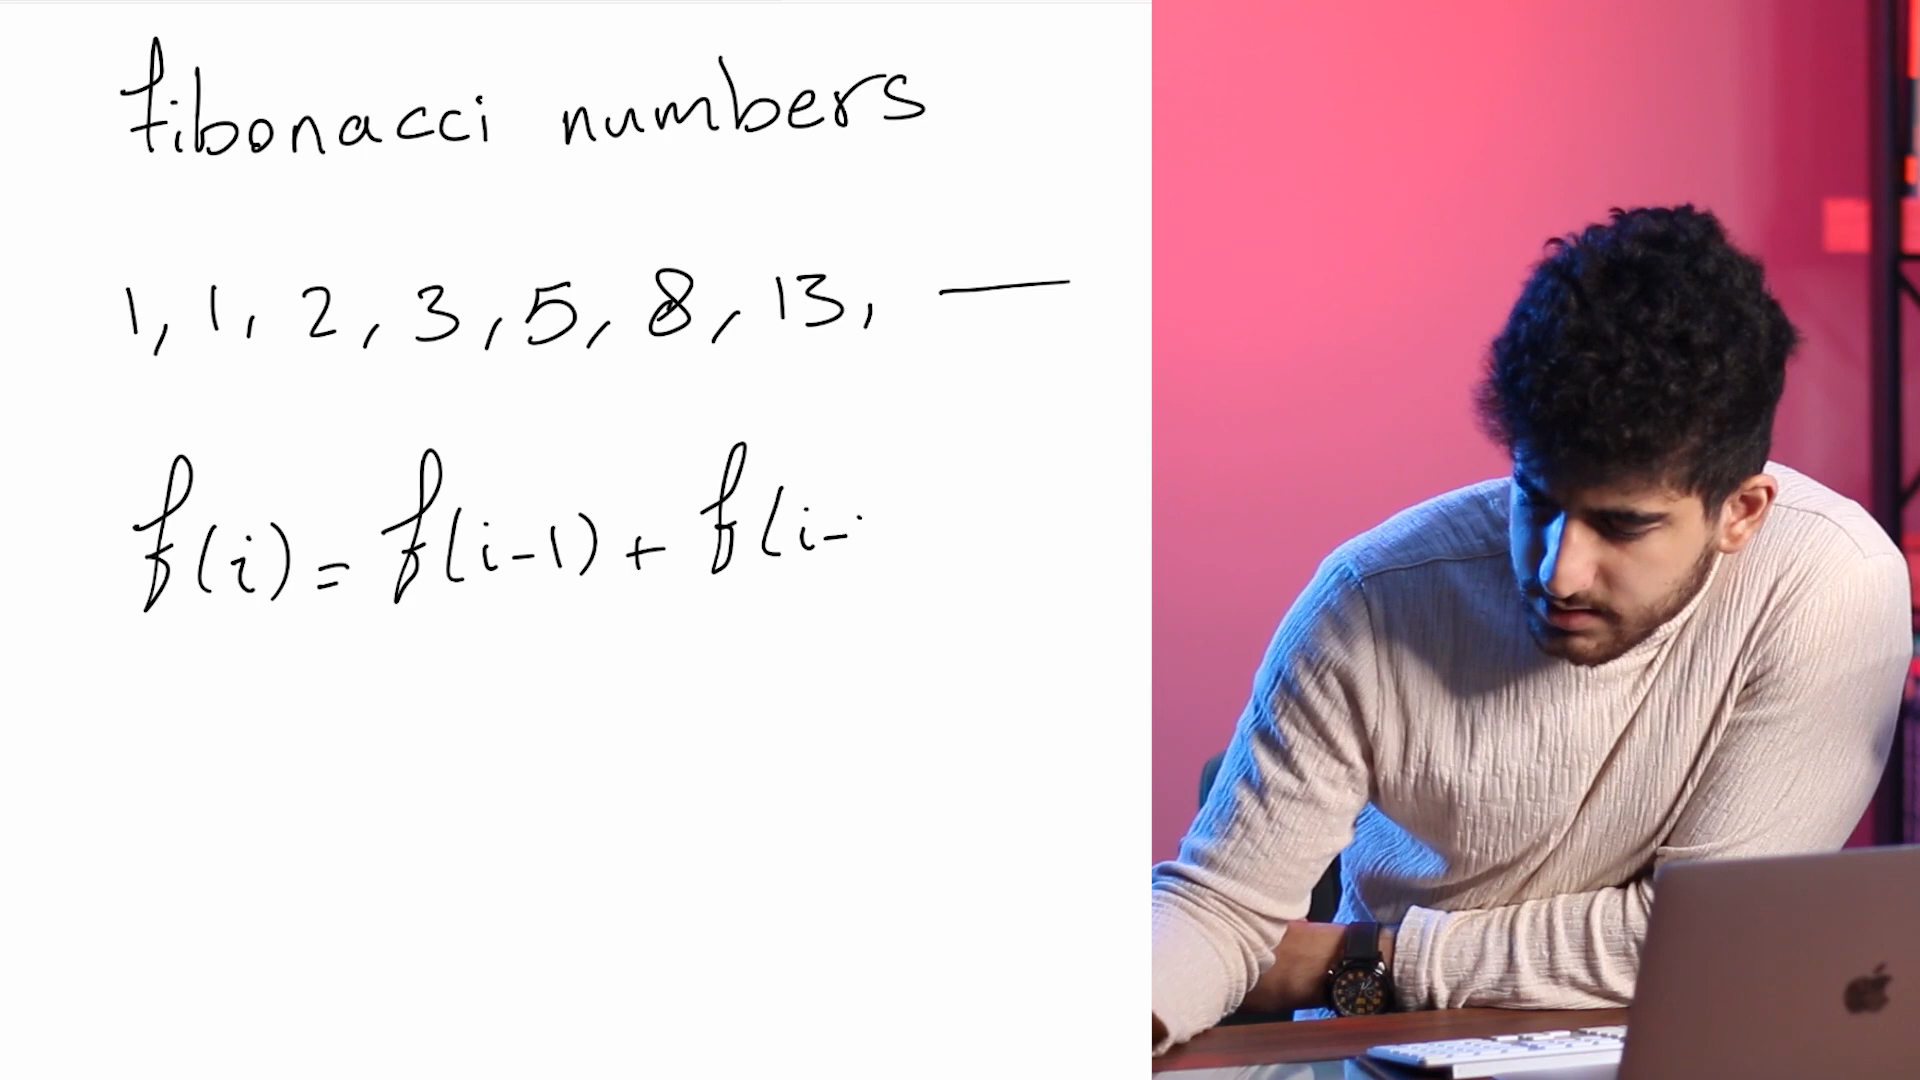 fibonacci numbers
1, 1, 2, 3, 5, 8, 13, —
f(i) = f(i-1) + f(i-